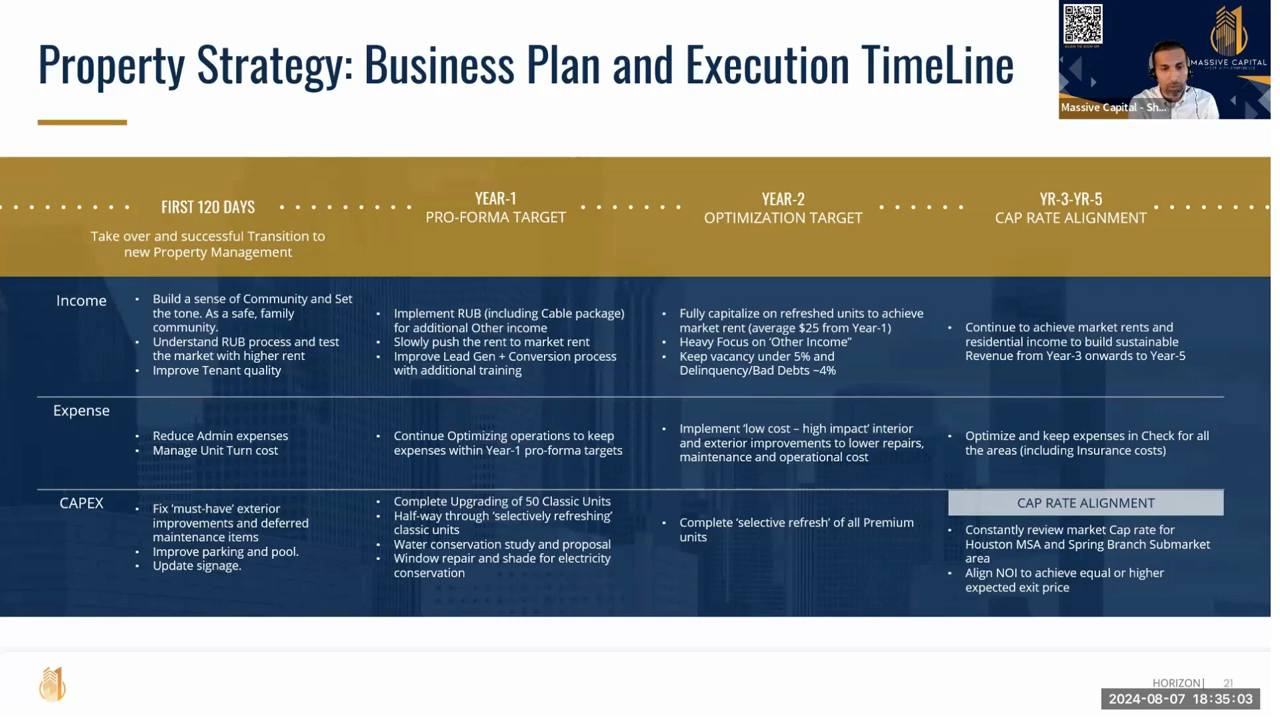 Property Strategy: Business Plan and Execution TimeLine
MASSIVE CAPITAL
Massive Capital - Sh...
FIRST 120 DAYS
Take over and successful Transition to
new Property Management
YEAR-1
PRO-FORMA TARGET
YEAR-2
OPTIMIZATION TARGET
YR-3-YR-5
CAP RATE ALIGNMENT
Income
• Build a sense of Community and Set
the tone. As a safe, family
community.
• Understand RUB process and test
the market with higher rent
• Improve Tenant quality
• Implement RUB (including Cable package)
for additional Other income
• Slowly push the rent to market rent
• Improve Lead Gen + Conversion process
with additional training
• Fully capitalize on refreshed units to achieve
market rent (average $25 from Year-1)
• Heavy Focus on ‘Other Income”
• Keep vacancy under 5% and
Delinquency/Bad Debts ~4%
• Continue to achieve market rents and
residential income to build sustainable
Revenue from Year-3 onwards to Year-5
Expense
• Reduce Admin expenses
• Manage Unit Turn cost
• Continue Optimizing operations to keep
expenses within Year-1 pro-forma targets
• Implement ‘low cost – high impact’ interior
and exterior improvements to lower repairs,
maintenance and operational cost
• Optimize and keep expenses in Check for all
the areas (including Insurance costs)
CAPEX
• Fix ‘must-have’ exterior
improvements and deferred
maintenance items
• Improve parking and pool.
• Update signage.
• Complete Upgrading of 50 Classic Units
• Half-way through ‘selectively refreshing’
classic units
• Water conservation study and proposal
• Window repair and shade for electricity
conservation
• Complete ‘selective refresh’ of all Premium
units
CAP RATE ALIGNMENT
• Constantly review market Cap rate for
Houston MSA and Spring Branch Submarket
area
• Align NOI to achieve equal or higher
expected exit price
HORIZON| 21
2024-08-07 18:35:03